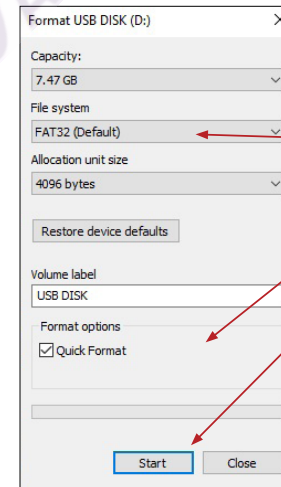 Format USB DISK (D:)
Capacity:
7.47 GB
File system
FAT32 (Default)
Allocation unit size
4096 bytes
Restore device defaults
Volume label
USB DISK
Format options
Quick Format
Start Close